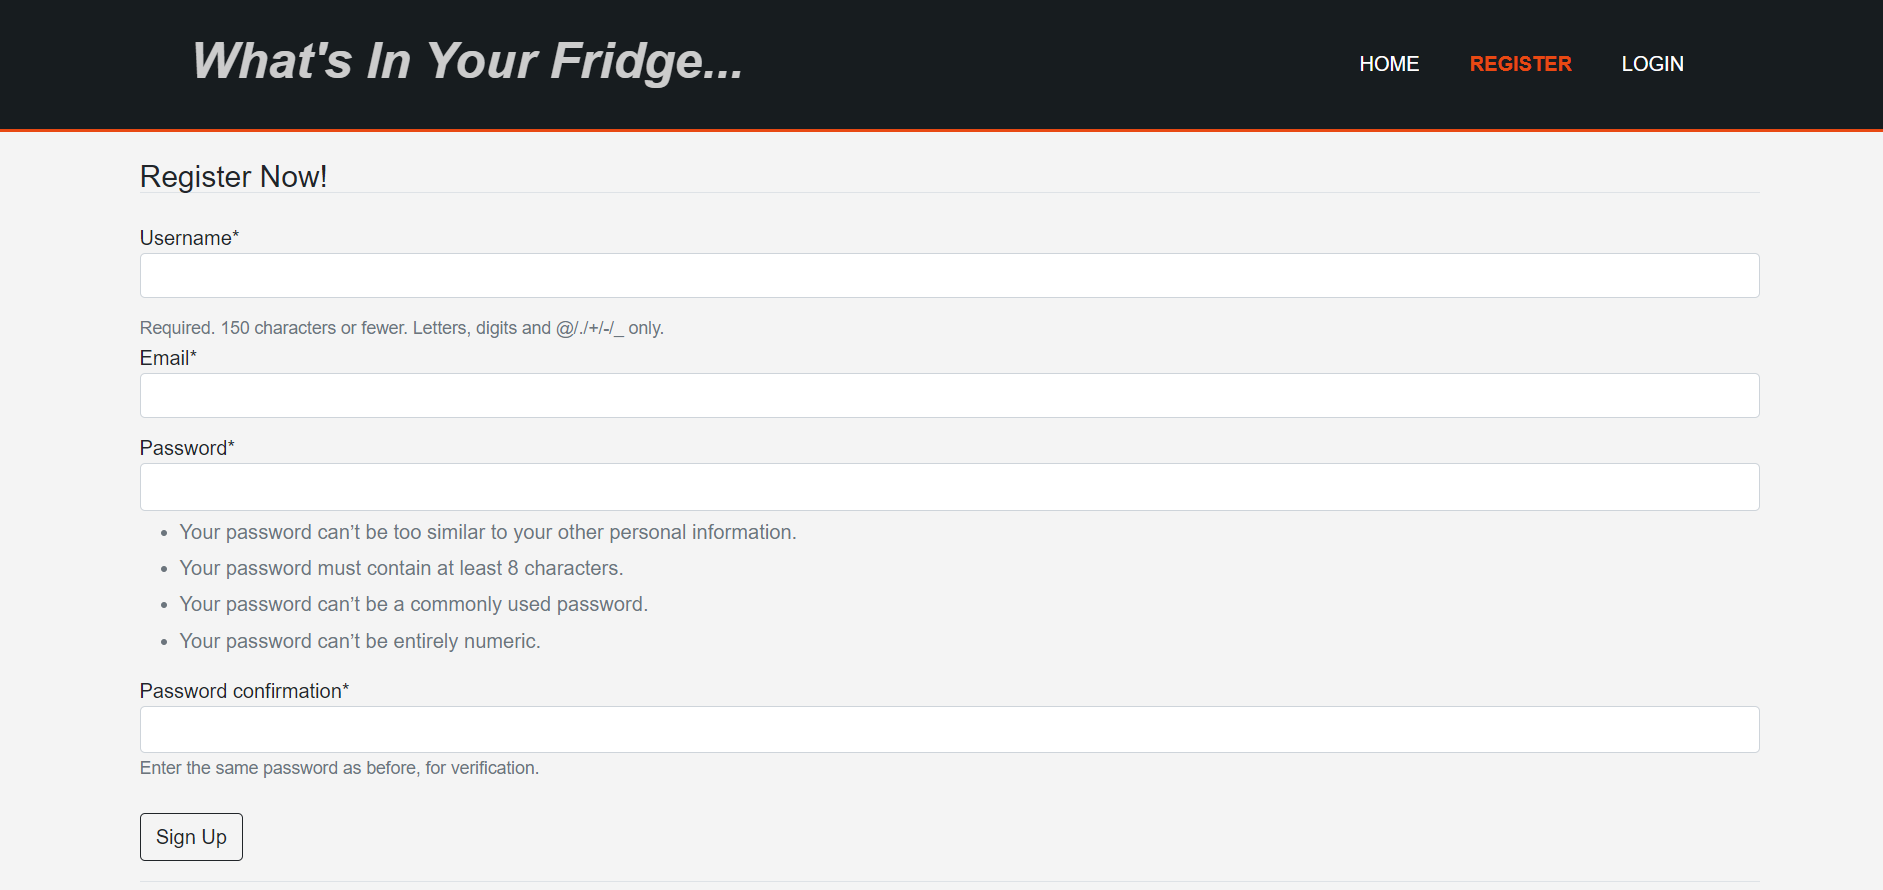 What's In Your Fridge...
HOME REGISTER LOGIN
Register Now!
Username*
Required. 150 characters or fewer. Letters, digits and @/./+/-/_ only.
Email*
Password*
• Your password can’t be too similar to your other personal information.
• Your password must contain at least 8 characters.
• Your password can’t be a commonly used password.
• Your password can’t be entirely numeric.
Password confirmation*
Enter the same password as before, for verification.
Sign Up